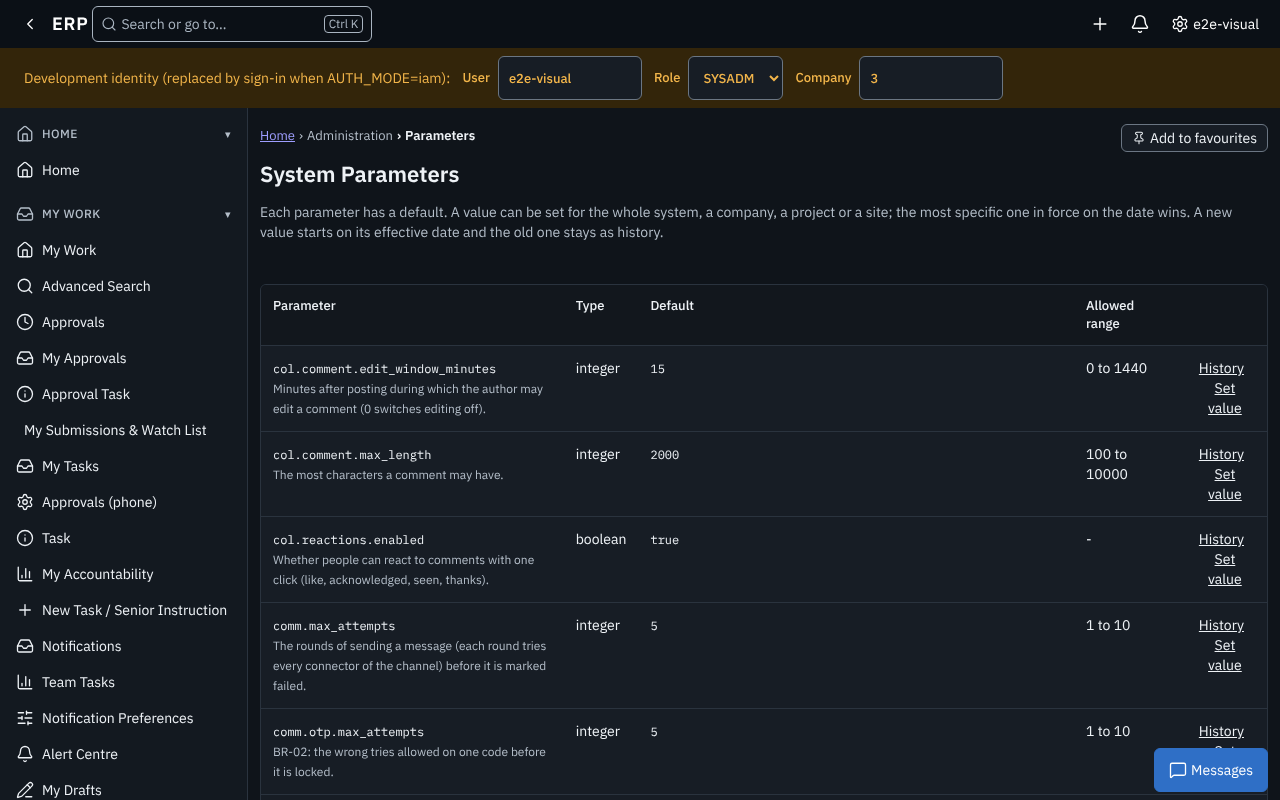 ERP
Search or go to...
Ctrl K
e2e-visual
Development identity (replaced by sign-in when AUTH_MODE=iam):
User
e2e-visual
Role
SYSADM
Company
3
HOME
Home
MY WORK
My Work
Advanced Search
Approvals
My Approvals
Approval Task
My Submissions & Watch List
My Tasks
Approvals (phone)
Task
My Accountability
New Task / Senior Instruction
Notifications
Team Tasks
Notification Preferences
Alert Centre
My Drafts
Home › Administration › Parameters
Add to favourites
System Parameters
Each parameter has a default. A value can be set for the whole system, a company, a project or a site; the most specific one in force on the date wins. A new
value starts on its effective date and the old one stays as history.
Parameter
Type
Default
Allowed
range
col.comment.edit_window_minutes
Minutes after posting during which the author may
edit a comment (0 switches editing off).
integer
15
0 to 1440
History
Set
value
col.comment.max_length
The most characters a comment may have.
integer
2000
100 to
10000
History
Set
value
col.reactions.enabled
Whether people can react to comments with one
click (like, acknowledged, seen, thanks).
boolean
true
-
History
Set
value
comm.max_attempts
The rounds of sending a message (each round tries
every connector of the channel) before it is marked
failed.
integer
5
1 to 10
History
Set
value
comm.otp.max_attempts
BR-02: the wrong tries allowed on one code before
it is locked.
integer
5
1 to 10
History
Messages